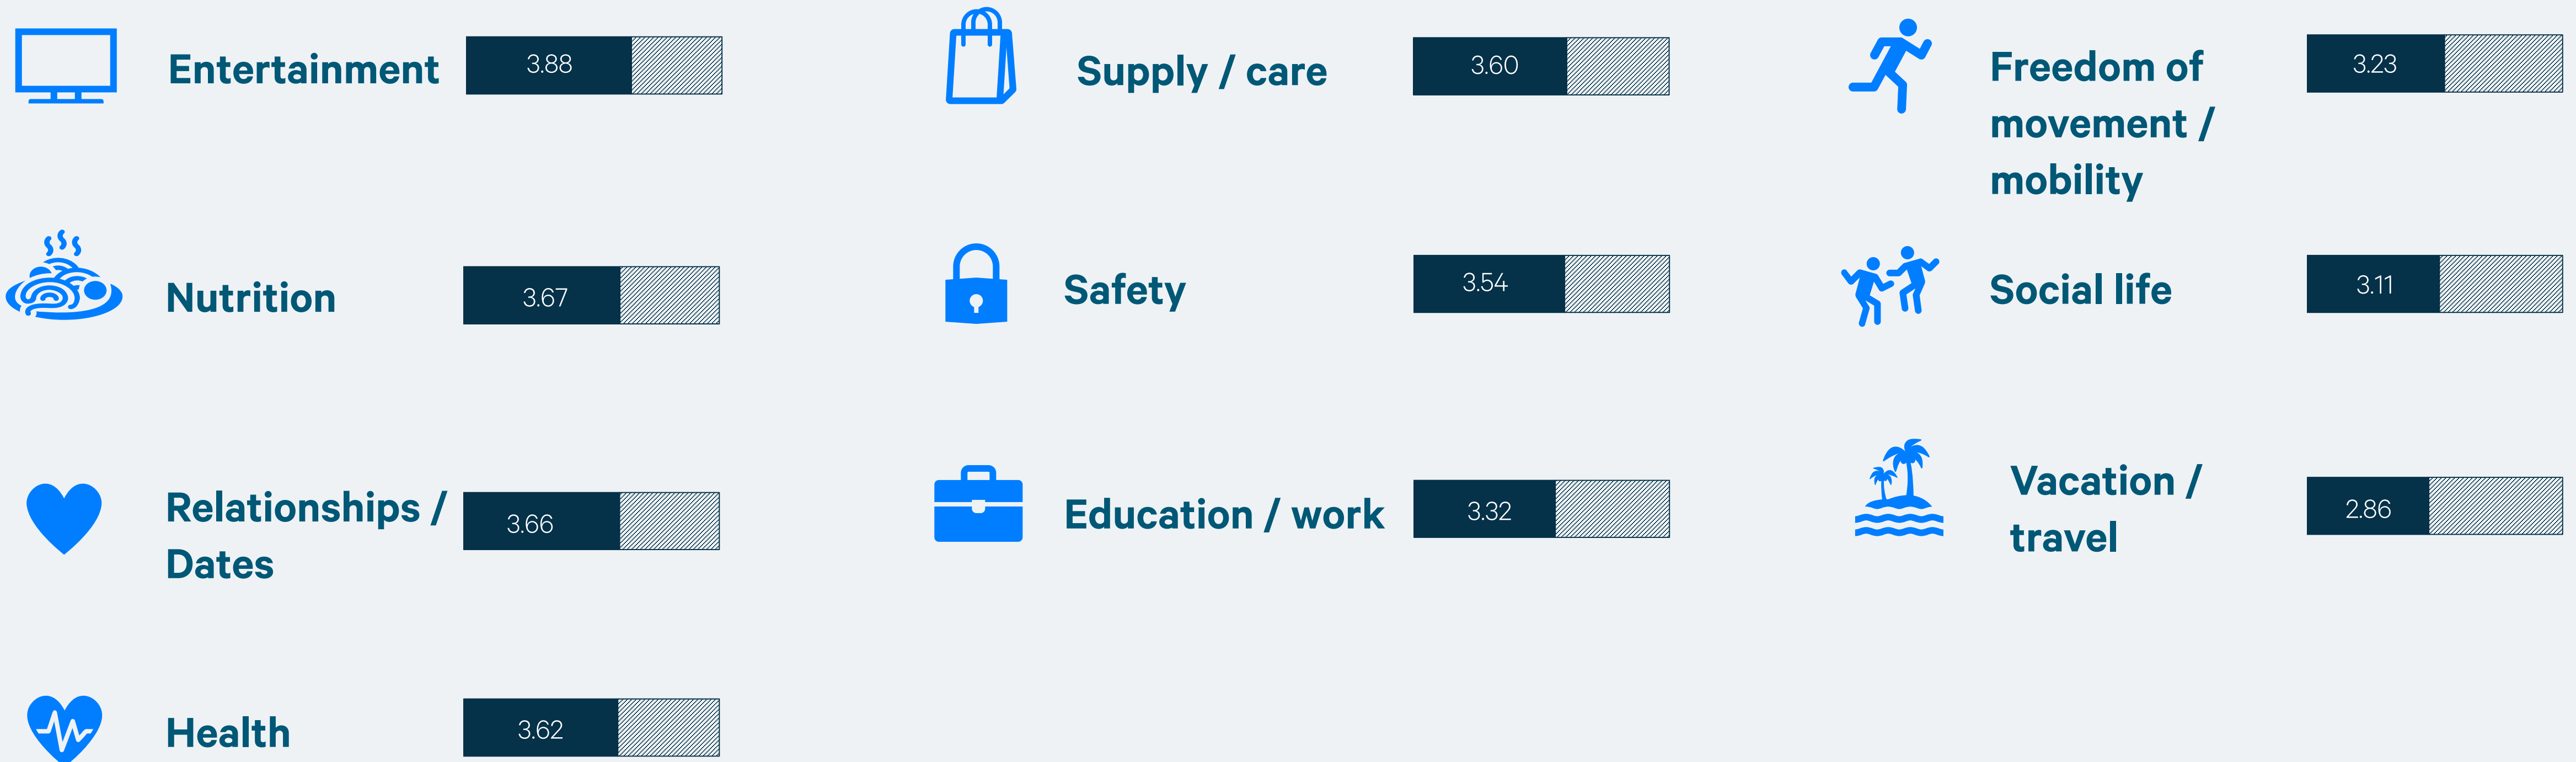 Entertainment
3.88
Nutrition
3.67
Relationships /
Dates
3.66
Health
3.62
Supply / care
3.60
Safety
3.54
Education / work
3.32
Freedom of
movement /
mobility
3.23
Social life
3.11
Vacation /
travel
2.86